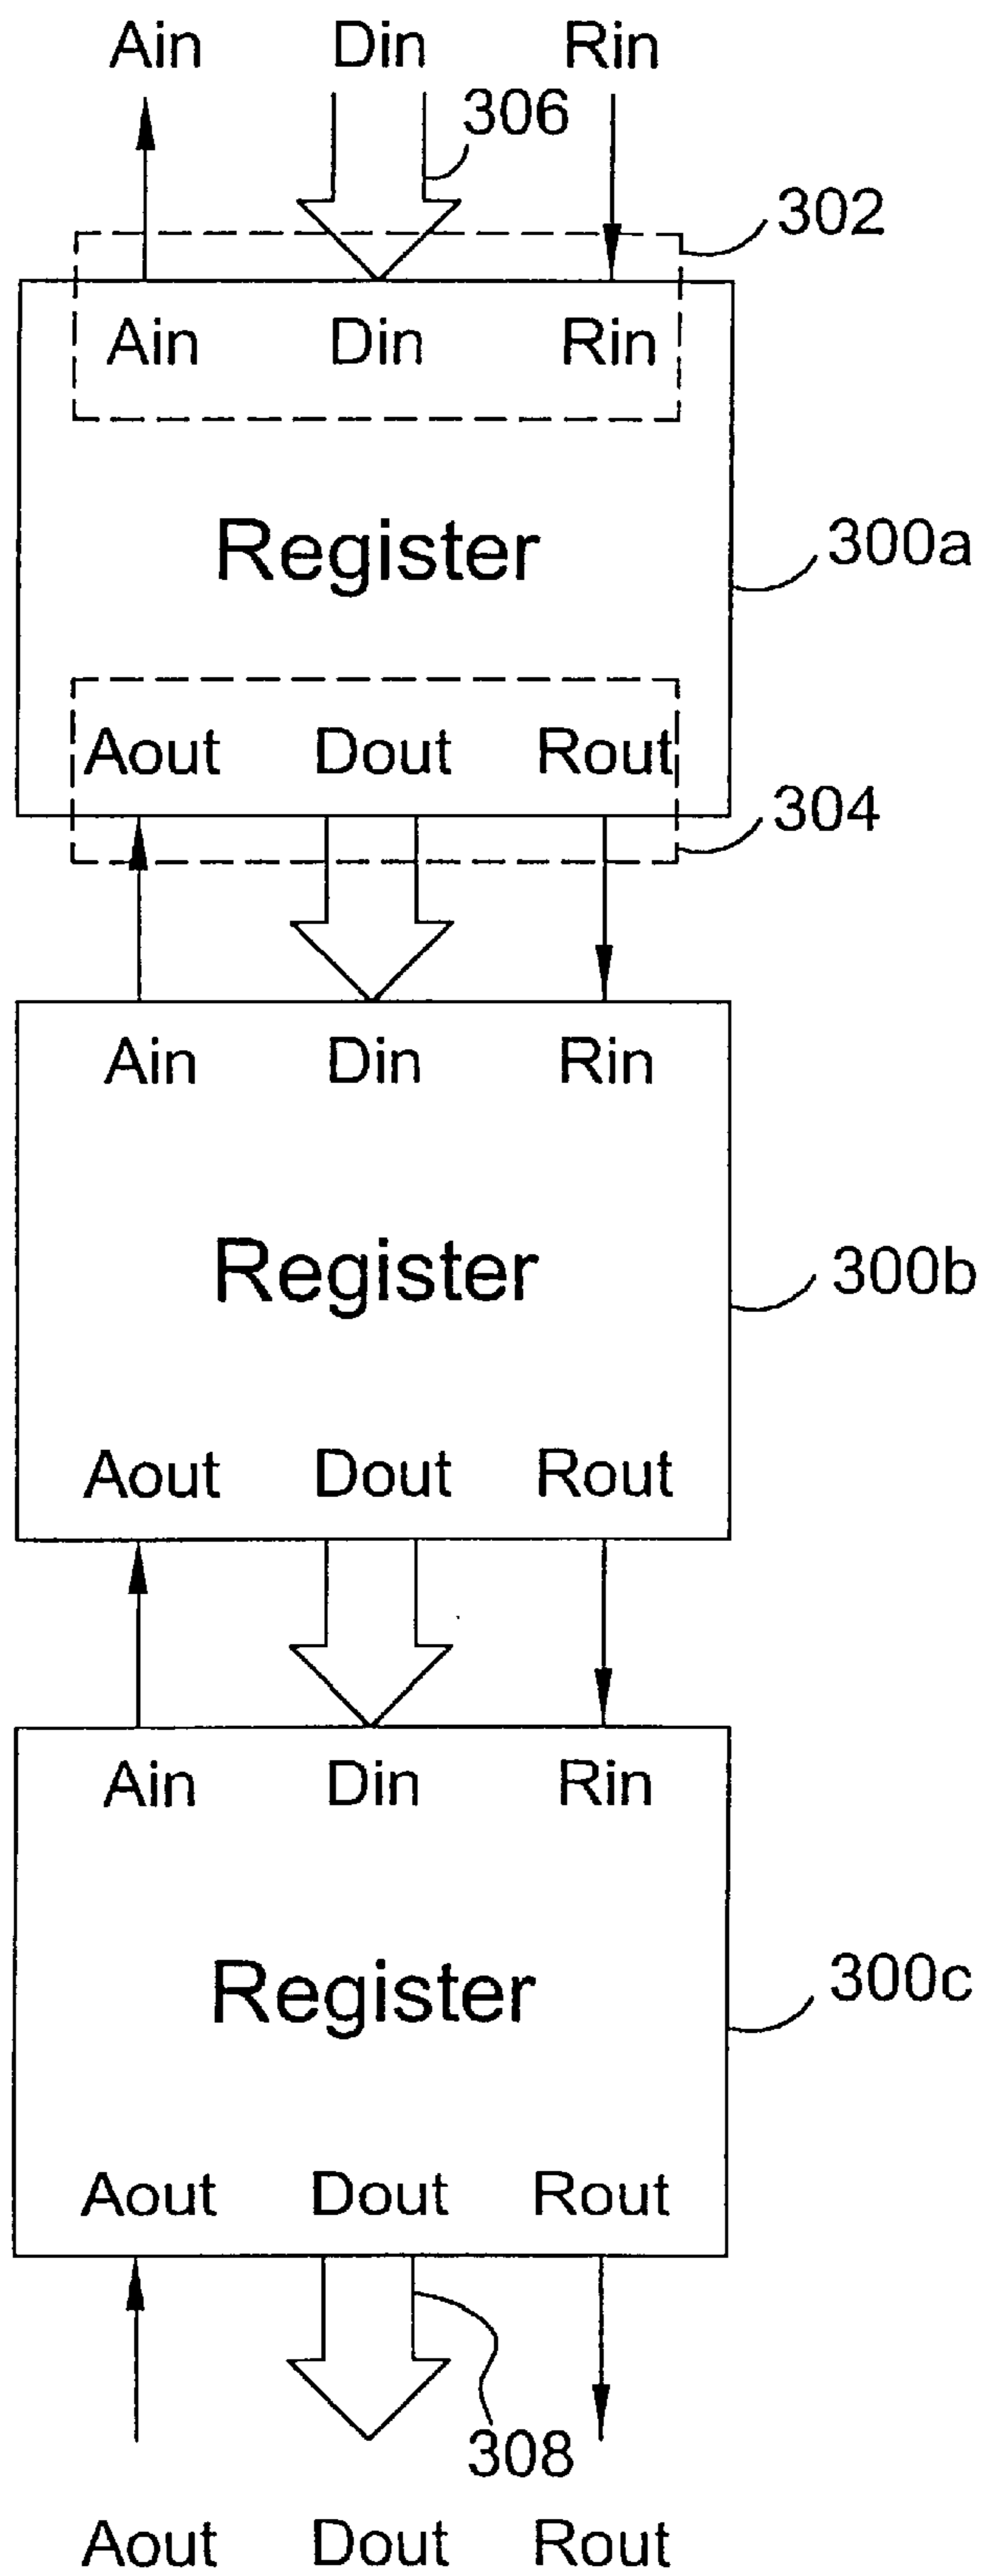 Ain Din Rin
306
302
Ain Din Rin
Register
300a
Aout Dout Rout
304
Ain Din Rin
Register
300b
Aout Dout Rout
Ain Din Rin
Register
300c
Aout Dout Rout
308
Aout Dout Rout